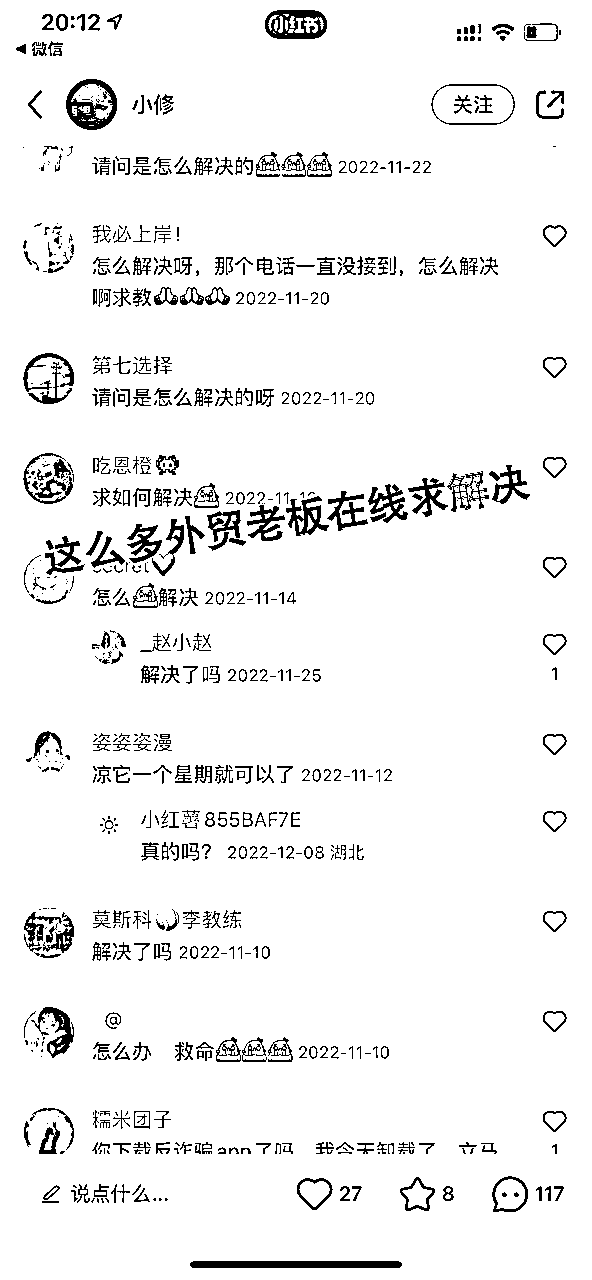 20:12
小红书
微信
小修
关注
请问是怎么解决的 2022-11-22
我必上岸!
怎么解决呀，那个电话一直没接到，怎么解决
啊求教🙏🙏🙏 2022-11-20
第七选择
请问是怎么解决的呀 2022-11-20
吃恩橙
求如何解决 2022-11-
这么多外贸老板在线求解决
secret
怎么解决 2022-11-14
_赵小赵
解决了吗 2022-11-25
1
姿姿姿漫
凉它一个星期就可以了 2022-11-12
小红薯855BAF7E
真的吗? 2022-12-08 湖北
莫斯科🌙李教练
解决了吗 2022-11-10
@
怎么办 救命 2022-11-10
糯米团子
你下载反诈骗app了吗，我今天卸载了，立马
1
说点什么...
27
8
117